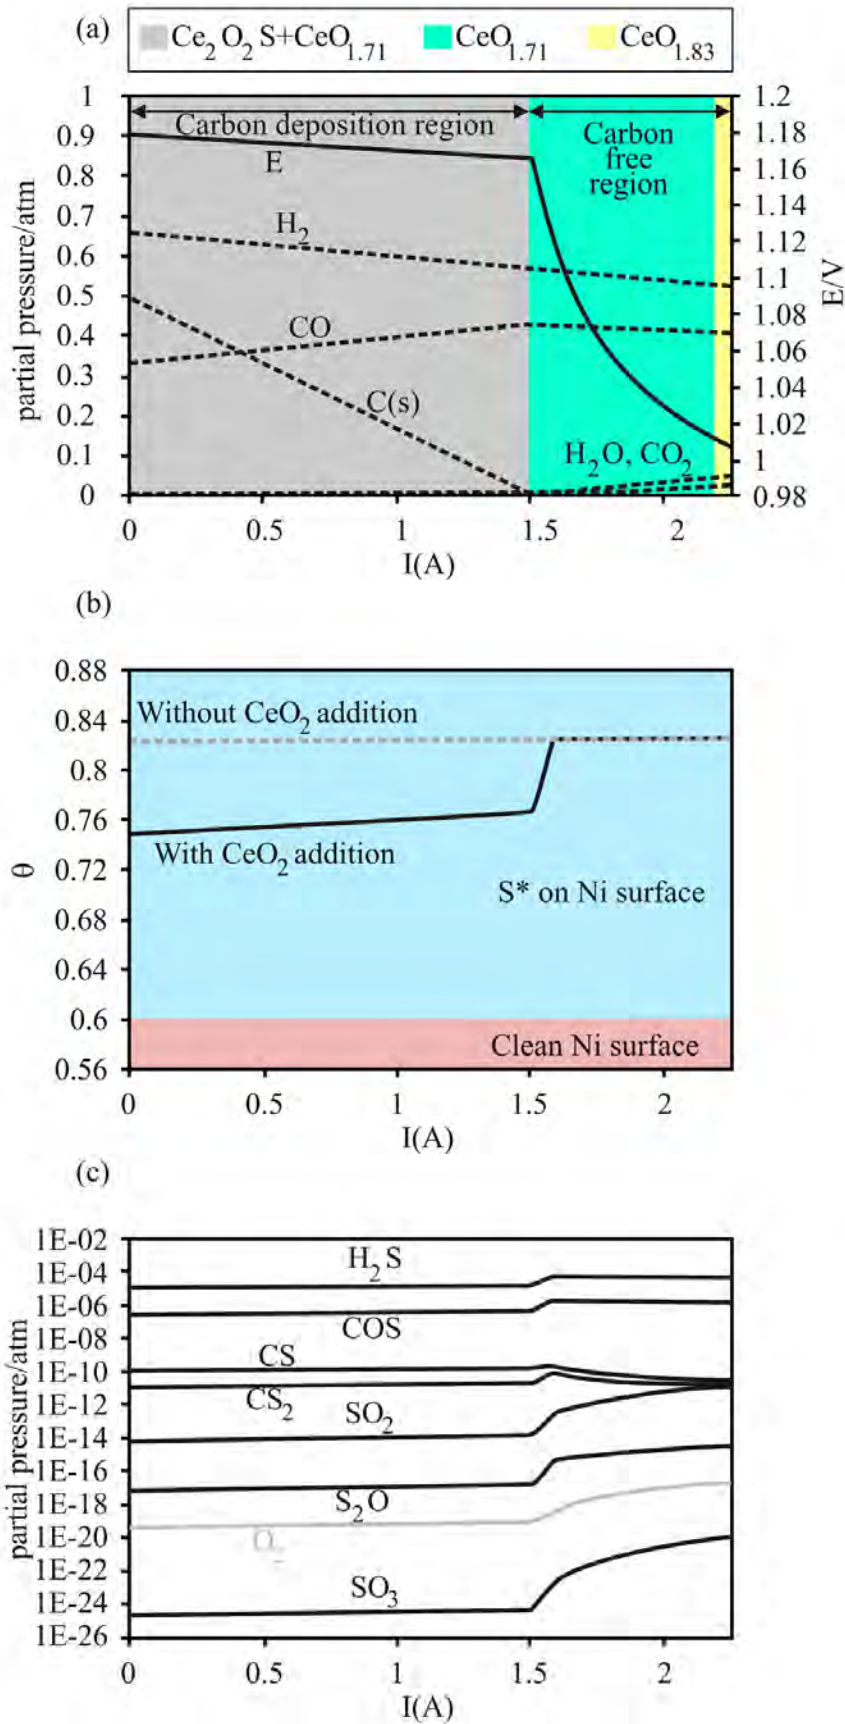 (a)
Ce2 O2 S+CeO1.71 CeO1.71 CeO1.83
1 1.2
0.9 1.18
0.8 1.16
0.7 1.14
0.6 1.12
0.5 1.1
0.4 1.08
0.3 1.06
0.2 1.04
0.1 1.02
0 1
0.98
partial pressure/atm
E/V
Carbon deposition region
Carbon
free
region
E
H2
CO
C(s)
H2O, CO2
0 0.5 1 1.5 2
I(A)
(b)
0.88
0.84
0.8
0.76
0.72
0.68
0.64
0.6
0.56
θ
Without CeO2 addition
With CeO2 addition
S* on Ni surface
Clean Ni surface
0 0.5 1 1.5 2
I(A)
(c)
1E-02
1E-04
1E-06
1E-08
1E-10
1E-12
1E-14
1E-16
1E-18
1E-20
1E-22
1E-24
1E-26
partial pressure/atm
H2 S
COS
CS
CS2
SO2
S2O
O2
SO3
0 0.5 1 1.5 2
I(A)